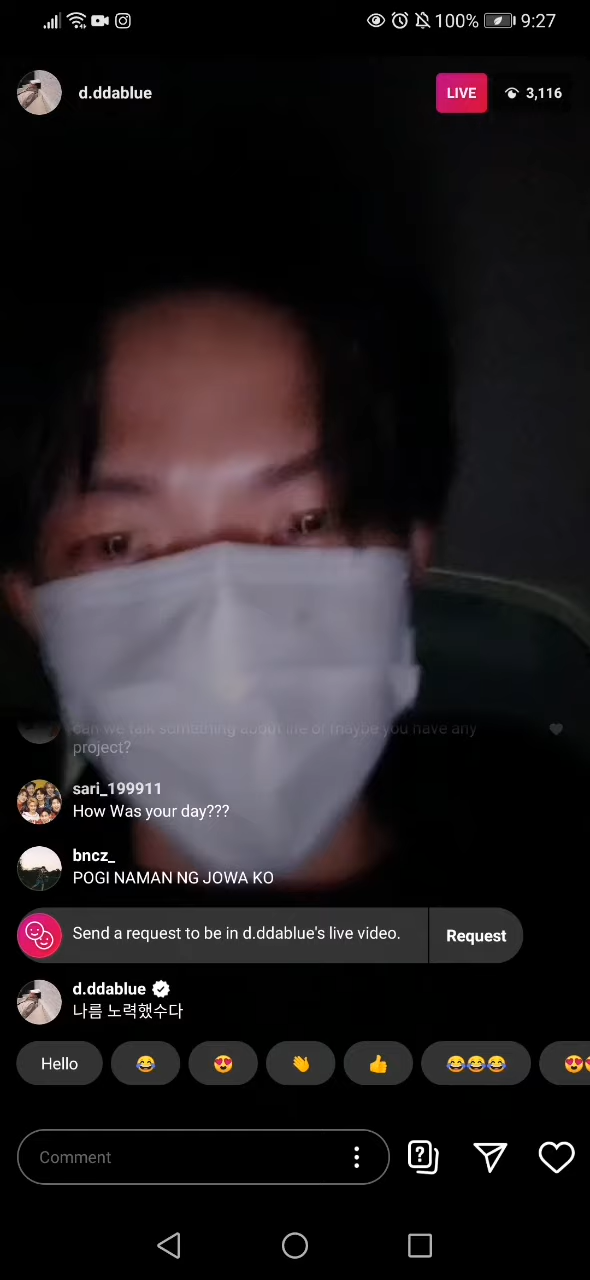 100% 9:27
d.ddablue LIVE 3,116
can we talk something about life or maybe you have any
project?
sari_199911
How Was your day???
bncz_
POGI NAMAN NG JOWA KO
Send a request to be in d.ddablue's live video. Request
d.ddablue
나름 노력했수다
Hello
Comment